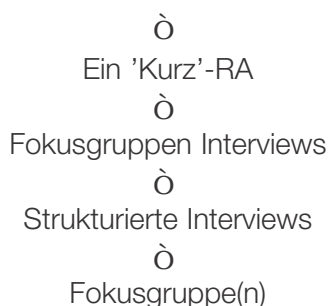 Ò
Ein ’Kurz’-RA
Ò
Fokusgruppen Interviews
Ò
Strukturierte Interviews
Ò
Fokusgruppe(n)